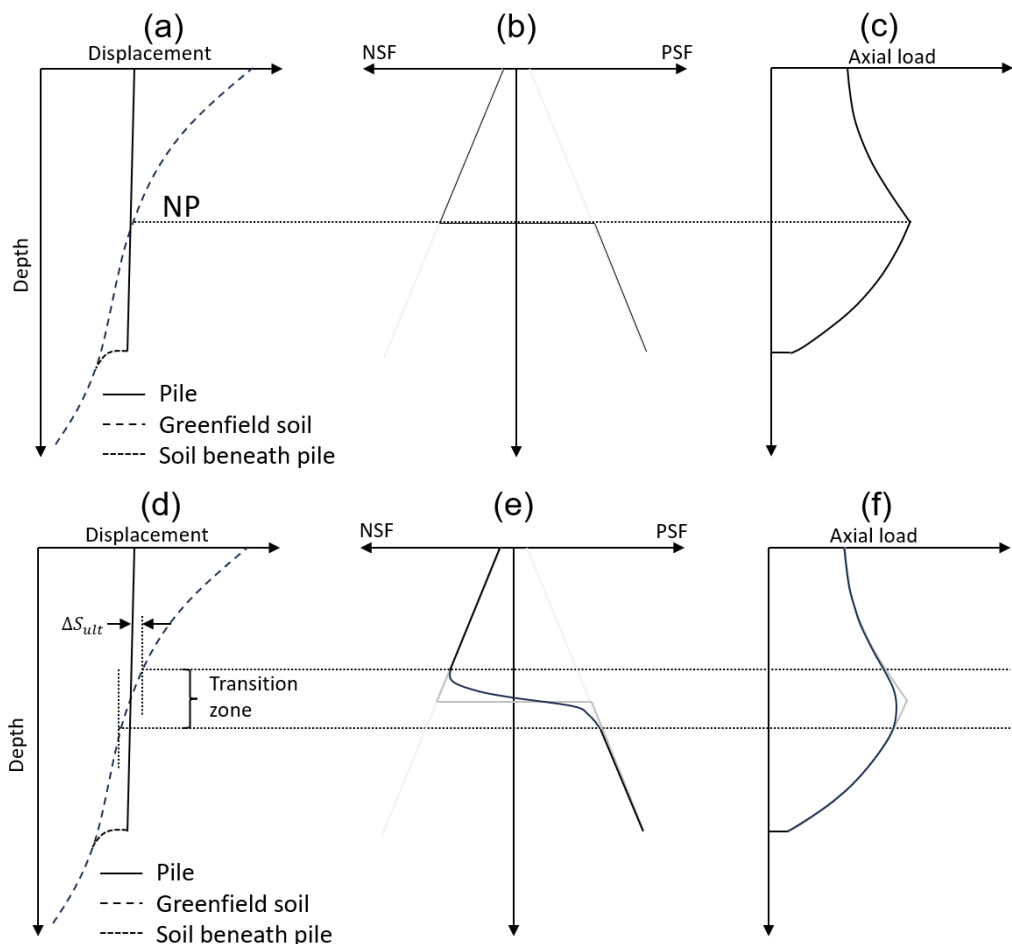 (a)
(b)
(c)
Displacement
NSF
PSF
Axial load
NP
Depth
Pile
Greenfield soil
Soil beneath pile
(d)
(e)
(f)
Displacement
NSF
PSF
Axial load
ΔS_ult
Transition
zone
Depth
Pile
Greenfield soil
Soil beneath pile